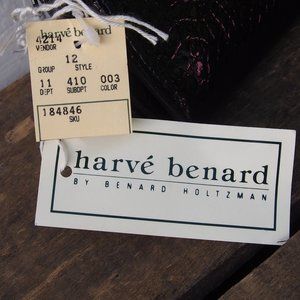 4214 harvé benard
VENDOR
12
GROUP STYLE
11 410 003
DEPT SUBDPT COLOR
184846
SKU
harvé benard
BY BENARD HOLTZMAN